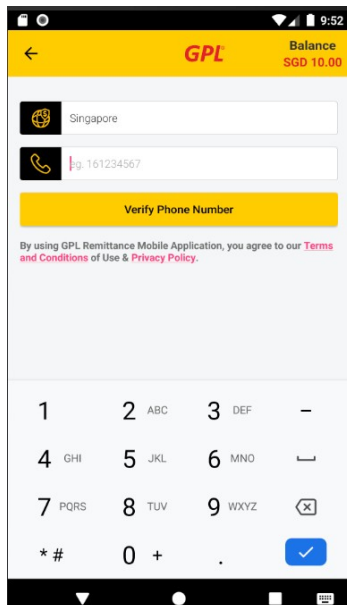 9:52
GPL
Balance
SGD 10.00
Singapore
eg. 161234567
Verify Phone Number
By using GPL Remittance Mobile Application, you agree to our Terms
and Conditions of Use & Privacy Policy.
1 2 ABC 3 DEF –
4 GHI 5 JKL 6 MNO
7 PQRS 8 TUV 9 WXYZ
* # 0 + .